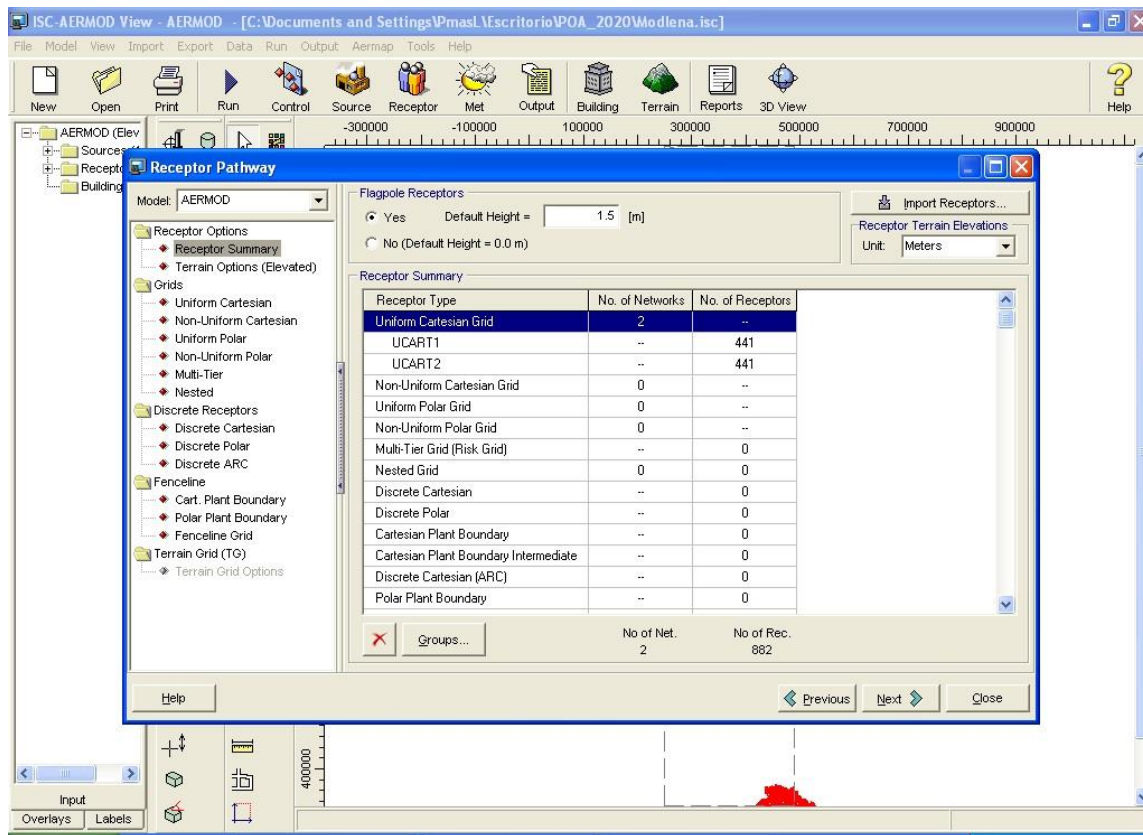 ISC-AERMOD View - AERMOD - [C:\Documents and Settings\PmasL\Escritorio\POA_2020\Modlena.isc]
File Model View Import Export Data Run Output Aermap Tools Help
New Open Print Run Control Source Receptor Met Output Building Terrain Reports 3D View Help
-300000 -100000 100000 300000 500000 700000 900000
AERMOD (Elev
Sources
Recepto
Building
Receptor Pathway
Model: AERMOD
Receptor Options
Receptor Summary
Terrain Options (Elevated)
Grids
Uniform Cartesian
Non-Uniform Cartesian
Uniform Polar
Non-Uniform Polar
Multi-Tier
Nested
Discrete Receptors
Discrete Cartesian
Discrete Polar
Discrete ARC
Fenceline
Cart. Plant Boundary
Polar Plant Boundary
Fenceline Grid
Terrain Grid (TG)
Terrain Grid Options
Flagpole Receptors
Yes Default Height = 1.5 [m]
No (Default Height = 0.0 m)
Import Receptors...
Receptor Terrain Elevations
Unit: Meters
Receptor Summary
Receptor Type No. of Networks No. of Receptors
Uniform Cartesian Grid 2 --
UCART1 -- 441
UCART2 -- 441
Non-Uniform Cartesian Grid 0 --
Uniform Polar Grid 0 --
Non-Uniform Polar Grid 0 --
Multi-Tier Grid (Risk Grid) -- 0
Nested Grid 0 0
Discrete Cartesian -- 0
Discrete Polar -- 0
Cartesian Plant Boundary -- 0
Cartesian Plant Boundary Intermediate -- 0
Discrete Cartesian (ARC) -- 0
Polar Plant Boundary -- 0
Groups...
No of Net. No of Rec.
2 882
Help
Previous Next Close
400000
Input
Overlays Labels